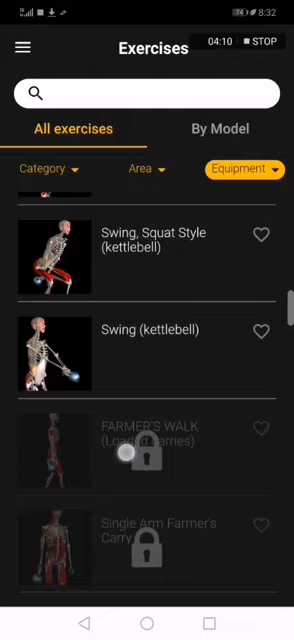 74 8:32
Exercises
04:10 STOP
All exercises By Model
Category Area Equipment
Swing, Squat Style
(kettlebell)
Swing (kettlebell)
FARMER'S WALK
(Loaded
Single Arm Farmer's
Carry